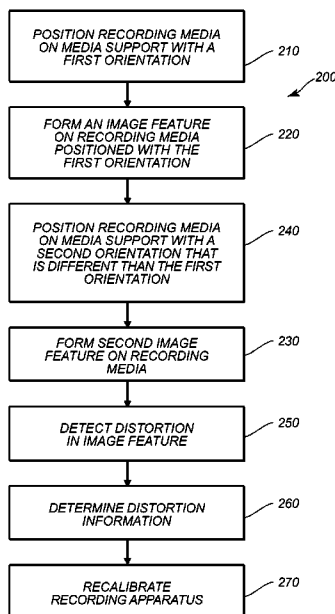 POSITION RECORDING MEDIA
ON MEDIA SUPPORT WITH A
FIRST ORIENTATION
210
200
FORM AN IMAGE FEATURE
ON RECORDING MEDIA
POSITIONED WITH THE
FIRST ORIENTATION
220
POSITION RECORDING MEDIA
ON MEDIA SUPPORT WITH A
SECOND ORIENTATION THAT
IS DIFFERENT THAN THE FIRST
ORIENTATION
240
FORM SECOND IMAGE
FEATURE ON RECORDING
MEDIA
230
DETECT DISTORTION
IN IMAGE FEATURE
250
DETERMINE DISTORTION
INFORMATION
260
RECALIBRATE
RECORDING APPARATUS
270